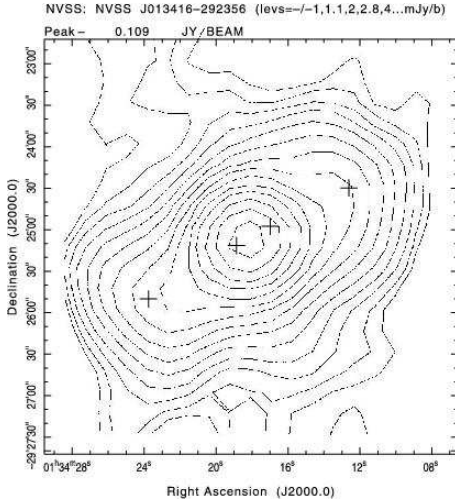 NVSS: NVSS J013416-292356 (levs=-/-1,1.1,2,2.8,4...mJy/b)
Peak- 0.109 JY/BEAM
23'00"
30"
24'00"
30"
25'00"
30"
26'00"
30"
27'00"
-29°27'30"
Declination (J2000.0)
01ʰ34ᵐ28ˢ 24ˢ 20ˢ 16ˢ 12ˢ 08ˢ
Right Ascension (J2000.0)